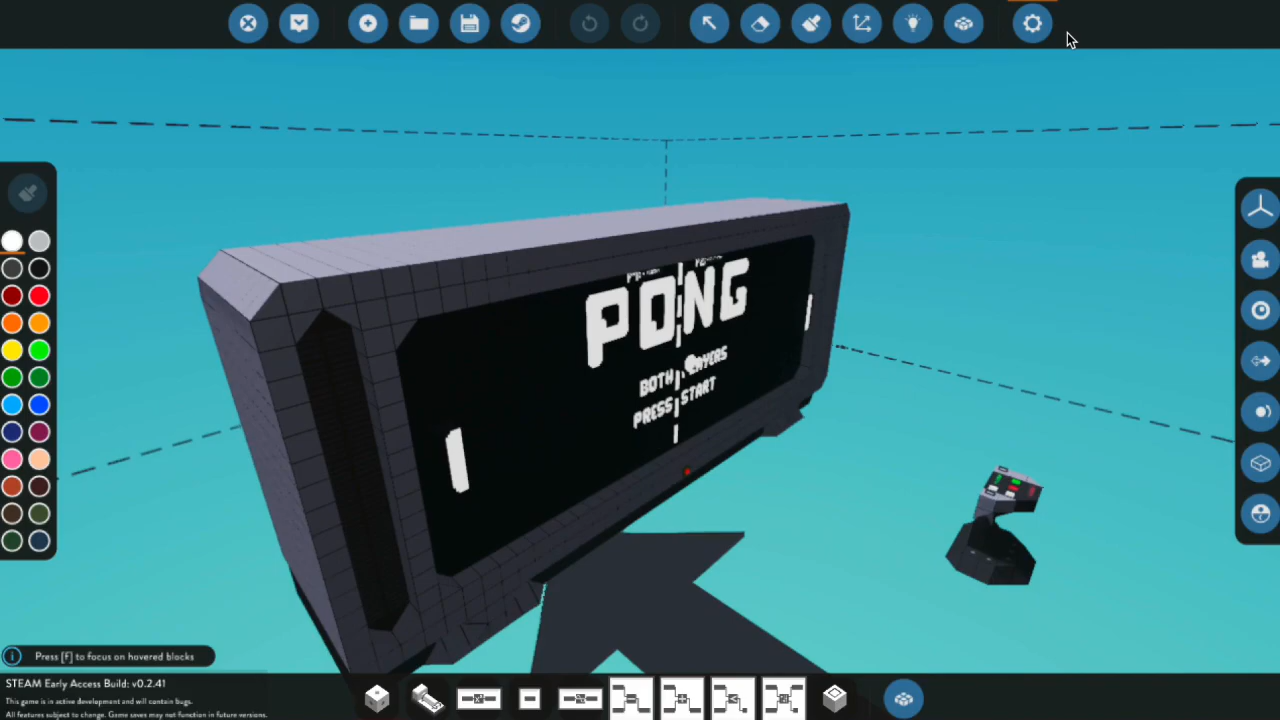 PONG
BOTH
PRESS START
Press [F] to focus on hovered blocks
STEAM Early Access Build: v0.2.41
This game is in active development and will contain bugs.
All features subject to change. Game saves may not function in future versions.